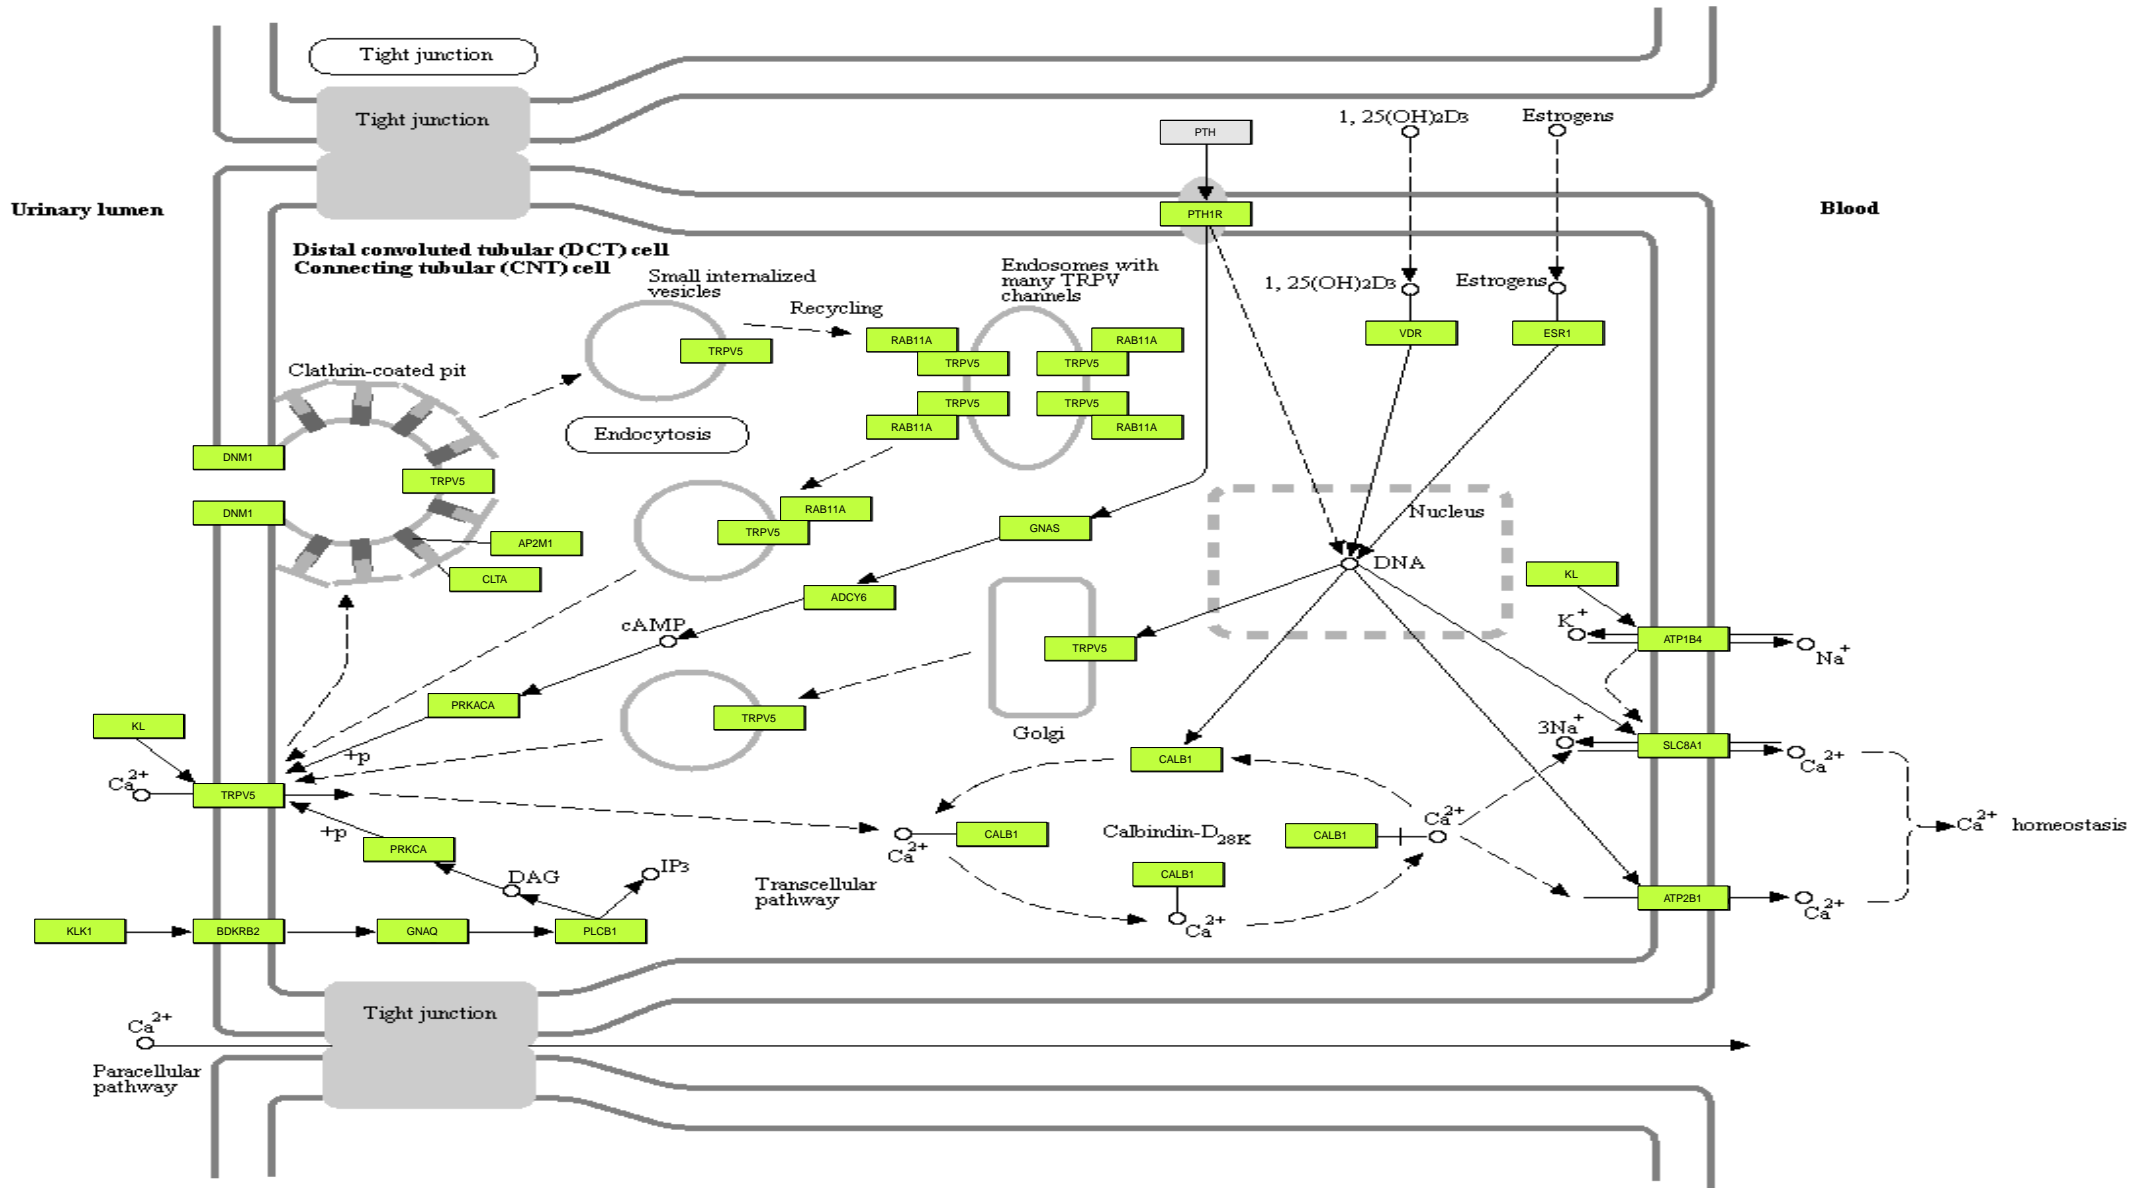 Tight junction
Tight junction
PTH
1, 25(OH)2D3
Estrogens
Urinary lumen
PTH1R
Blood
Distal convoluted tubular (DCT) cell
Connecting tubular (CNT) cell
Small internalized
vesicles
Endosomes with
many TRPV
channels
1, 25(OH)2D3
Estrogens
Recycling
RAB11A
RAB11A
VDR
ESR1
TRPV5
TRPV5
TRPV5
Clathrin-coated pit
TRPV5
TRPV5
RAB11A
RAB11A
Endocytosis
DNM1
TRPV5
DNM1
RAB11A
TRPV5
Nucleus
GNAS
AP2M1
CLTA
DNA
KL
ADCY6
cAMP
K+
ATP1B4
Na+
TRPV5
PRKACA
TRPV5
KL
Golgi
3Na+
SLC8A1
Ca2+
+p
CALB1
Ca2+
TRPV5
+p
Ca2+
CALB1
Calbindin-D28K
CALB1
Ca2+
Ca2+ homeostasis
PRKCA
DAG
IP3
Transcellular
pathway
CALB1
ATP2B1
Ca2+
Ca2+
KLK1
BDKRB2
GNAQ
PLCB1
Tight junction
Ca2+
Paracellular
pathway